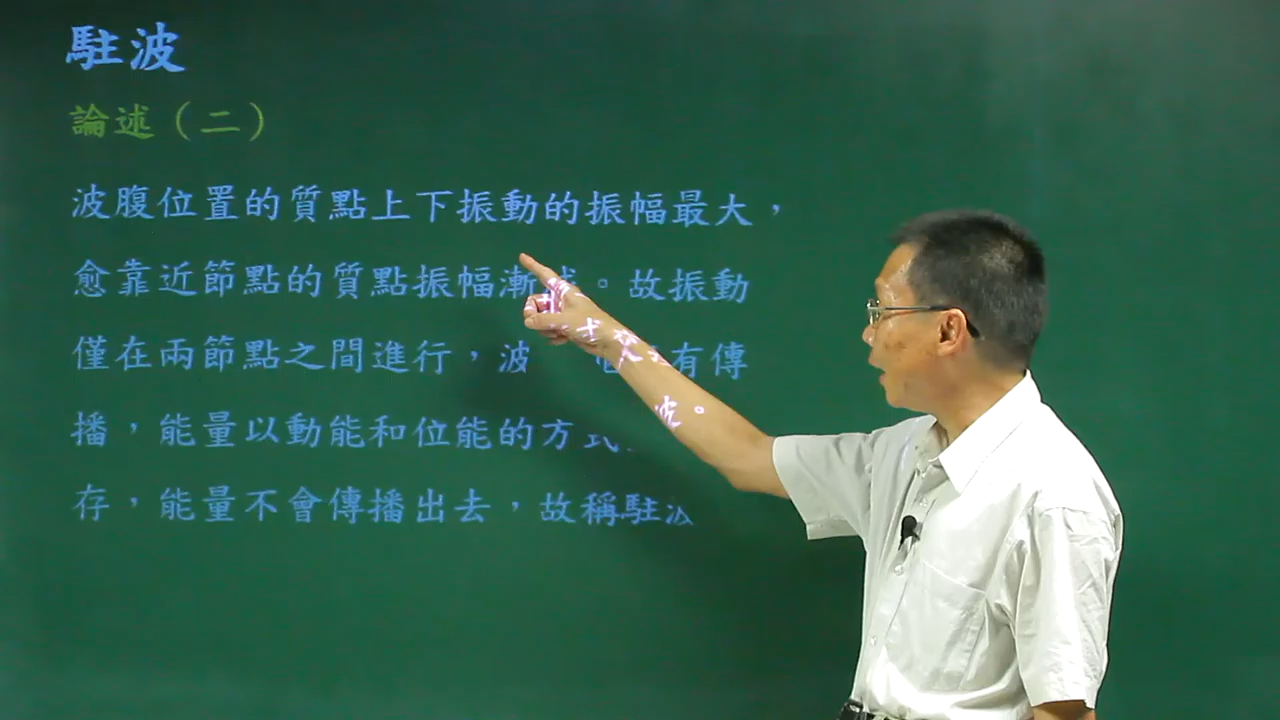 駐波
論述（二）
波腹位置的質點上下振動的振幅最大，
愈靠近節點的質點振幅漸。故振動
僅在兩節點之間進行，波有傳
播，能量以動能和位能的方式
存，能量不會傳播出去，故稱駐波。